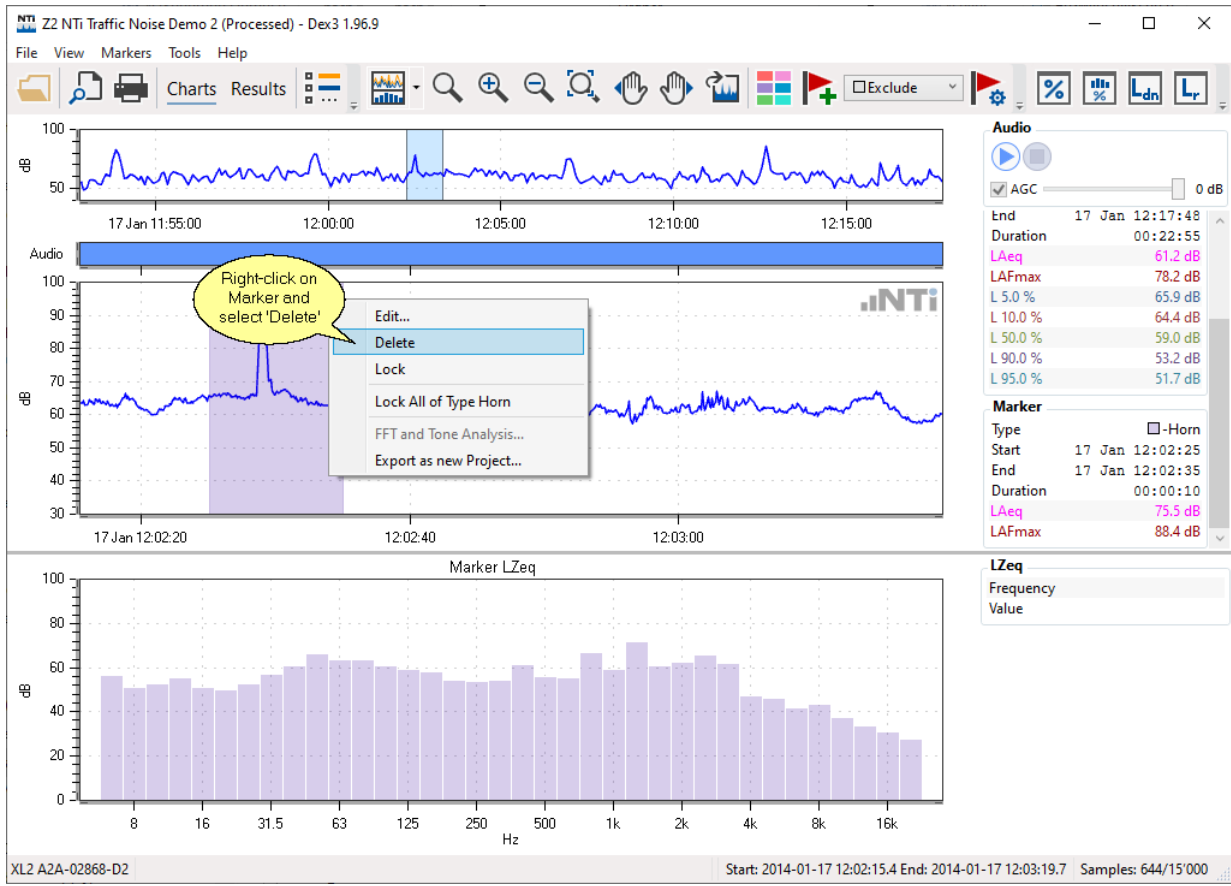 NTi Z2 NTi Traffic Noise Demo 2 (Processed) - Dex3 1.96.9
File View Markers Tools Help
Charts Results Exclude % % Ldn Lr
100
dB
50
17 Jan 11:55:00 12:00:00 12:05:00 12:10:00 12:15:00
Audio
100
90
80
70
dB
60
50
40
30
17 Jan 12:02:20 12:02:40 12:03:00
NTi
Right-click on
Marker and
select 'Delete'
Edit...
Delete
Lock
Lock All of Type Horn
FFT and Tone Analysis...
Export as new Project...
Audio
AGC 0 dB
End 17 Jan 12:17:48
Duration 00:22:55
LAeq 61.2 dB
LAFmax 78.2 dB
L 5.0 % 65.9 dB
L 10.0 % 64.4 dB
L 50.0 % 59.0 dB
L 90.0 % 53.2 dB
L 95.0 % 51.7 dB
Marker
Type -Horn
Start 17 Jan 12:02:25
End 17 Jan 12:02:35
Duration 00:00:10
LAeq 75.5 dB
LAFmax 88.4 dB
Marker LZeq
100
80
60
dB
40
20
0
8 16 31.5 63 125 250 500 1k 2k 4k 8k 16k
Hz
LZeq
Frequency
Value
XL2 A2A-02868-D2 Start: 2014-01-17 12:02:15.4 End: 2014-01-17 12:03:19.7 Samples: 644/15'000